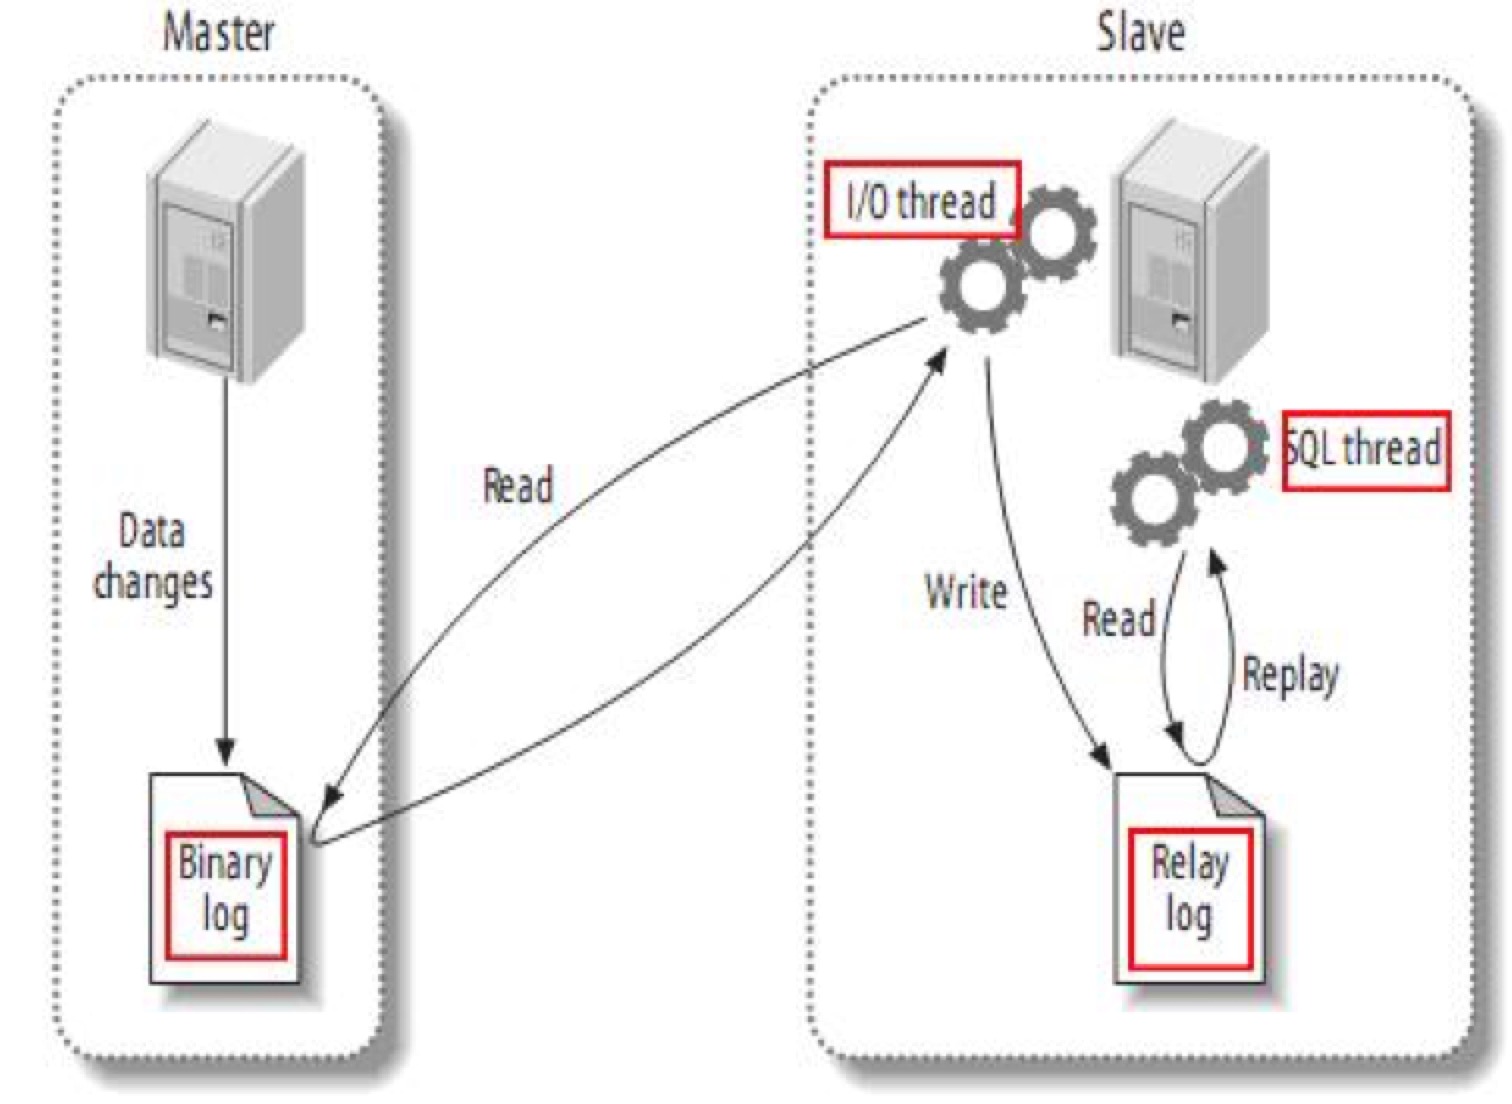 Master
Slave
I/O thread
SQL thread
Read
Data
changes
Write
Read
Replay
Binary
log
Relay
log